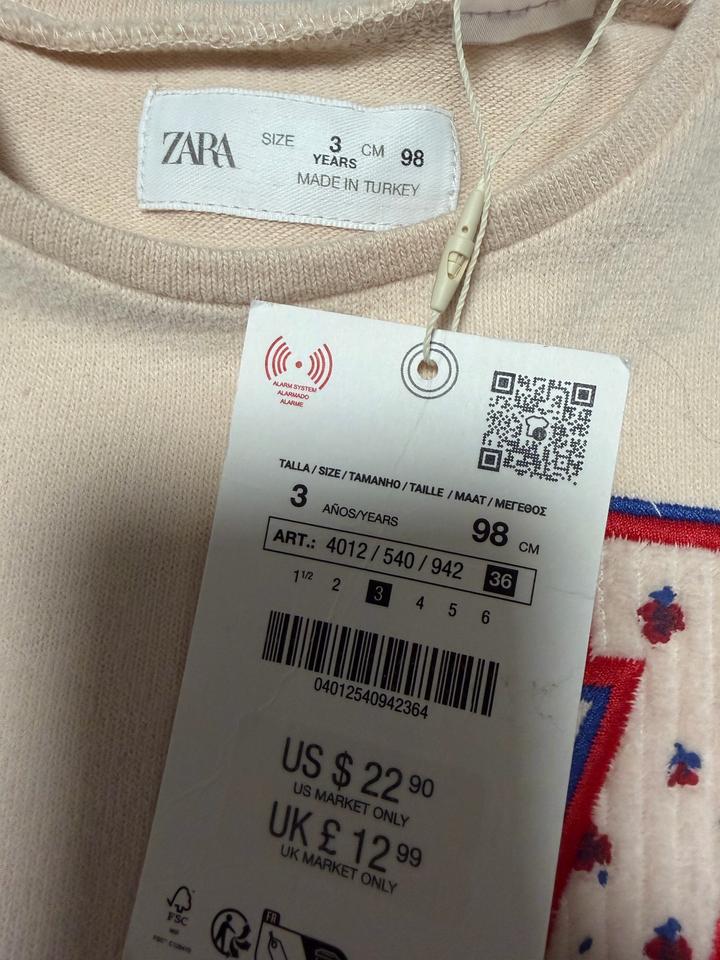 ZARA SIZE 3 YEARS CM 98
MADE IN TURKEY
ALARM SYSTEM
ALARMADO
ALARME
TALLA / SIZE / TAMANHO / TAILLE / MAAT / ΜΕΓΕΘΟΣ
3 AÑOS/YEARS 98 CM
ART.: 4012 / 540 / 942 36
1 1/2 2 3 4 5 6
04012540942364
US $ 22 90
US MARKET ONLY
UK £ 12 99
UK MARKET ONLY
FSC
FR